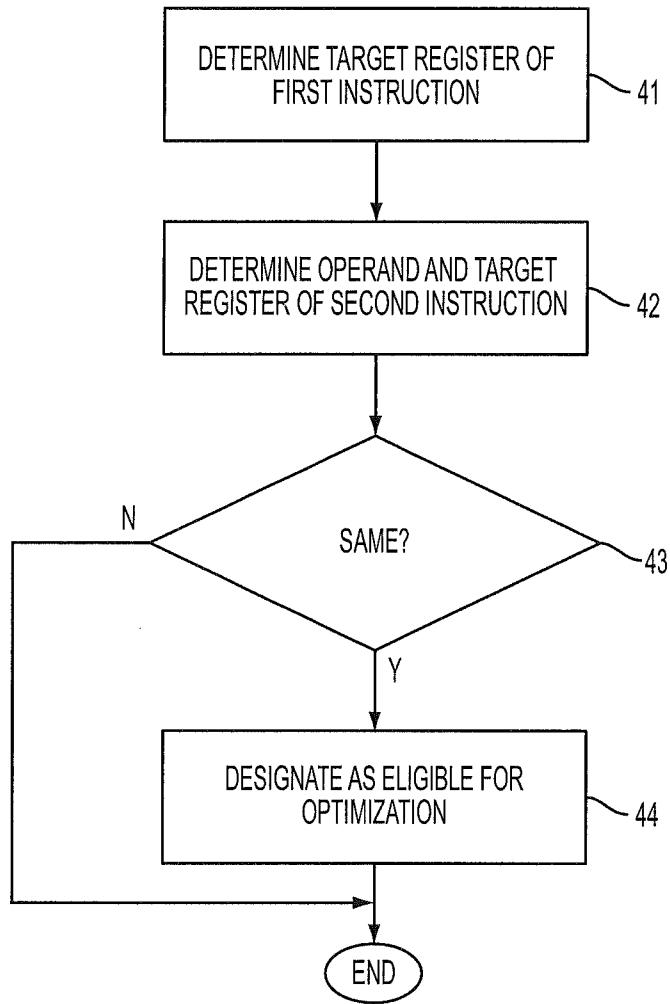 DETERMINE TARGET REGISTER OF
FIRST INSTRUCTION
41
DETERMINE OPERAND AND TARGET
REGISTER OF SECOND INSTRUCTION
42
SAME?
43
N
Y
DESIGNATE AS ELIGIBLE FOR
OPTIMIZATION
44
END